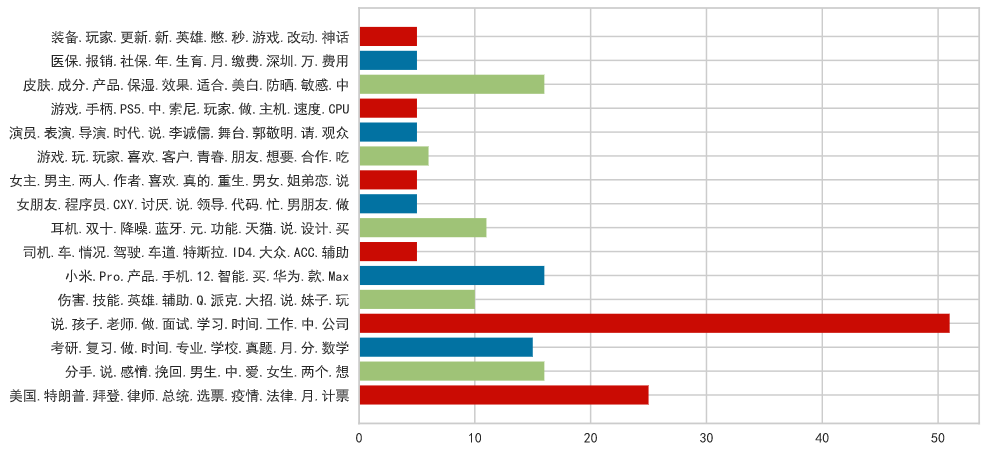 装备.玩家.更新.新.英雄.憋.秒.游戏.改动.神话
医保.报销.社保.年.生育.月.缴费.深圳.万.费用
皮肤.成分.产品.保湿.效果.适合.美白.防晒.敏感.中
游戏.手柄.PS5.中.索尼.玩家.做.主机.速度.CPU
演员.表演.导演.时代.说.李诚儒.舞台.郭敬明.请.观众
游戏.玩.玩家.喜欢.客户.青春.朋友.想要.合作.吃
女主.男主.两人.作者.喜欢.真的.重生.男女.姐弟恋.说
女朋友.程序员.CXY.讨厌.说.领导.代码.忙.男朋友.做
耳机.双十.降噪.蓝牙.元.功能.天猫.说.设计.买
司机.车.情况.驾驶.车道.特斯拉.ID4.大众.ACC.辅助
小米.Pro.产品.手机.12.智能.买.华为.款.Max
伤害.技能.英雄.辅助.Q.派克.大招.说.妹子.玩
说.孩子.老师.做.面试.学习.时间.工作.中.公司
考研.复习.做.时间.专业.学校.真题.月.分.数学
分手.说.感情.挽回.男生.中.爱.女生.两个.想
美国.特朗普.拜登.律师.总统.选票.疫情.法律.月.计票
0 10 20 30 40 50